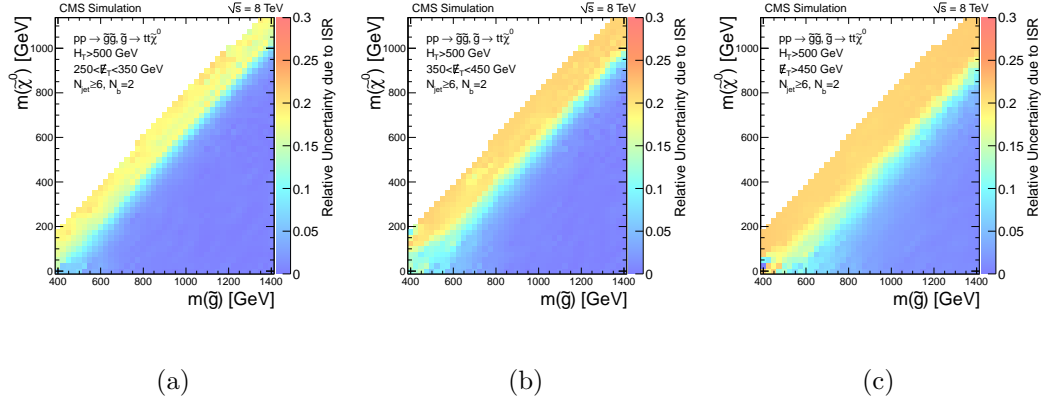 CMS Simulation √s = 8 TeV
pp → g̃g̃, g̃ → tt̄χ̃⁰
H_T>500 GeV
250<E̸_T<350 GeV
N_jet≥6, N_b=2
m(χ̃⁰) [GeV]
1000
800
600
400
200
0
400 600 800 1000 1200 1400
m(g̃) [GeV]
0.3
0.25
0.2
0.15
0.1
0.05
0
Relative Uncertainty due to ISR
(a)
CMS Simulation √s = 8 TeV
pp → g̃g̃, g̃ → tt̄χ̃⁰
H_T>500 GeV
350<E̸_T<450 GeV
N_jet≥6, N_b=2
m(χ̃⁰) [GeV]
1000
800
600
400
200
0
400 600 800 1000 1200 1400
m(g̃) [GeV]
0.3
0.25
0.2
0.15
0.1
0.05
0
Relative Uncertainty due to ISR
(b)
CMS Simulation √s = 8 TeV
pp → g̃g̃, g̃ → tt̄χ̃⁰
H_T>500 GeV
E̸_T>450 GeV
N_jet≥6, N_b=2
m(χ̃⁰) [GeV]
1000
800
600
400
200
0
400 600 800 1000 1200 1400
m(g̃) [GeV]
0.3
0.25
0.2
0.15
0.1
0.05
0
Relative Uncertainty due to ISR
(c)